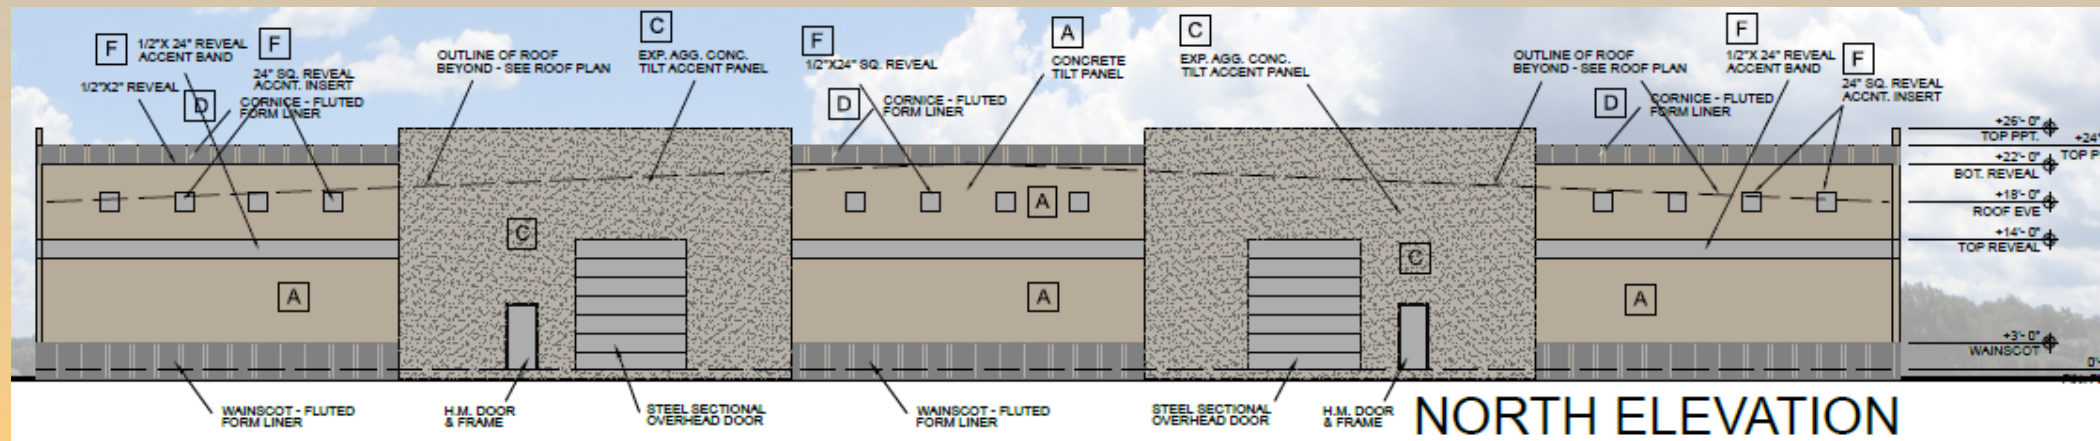 F
1/2"X 24" REVEAL
ACCENT BAND
F
1/2"X2" REVEAL
24" SQ. REVEAL
ACCNT. INSERT
D
CORNICE - FLUTED
FORM LINER
OUTLINE OF ROOF
BEYOND - SEE ROOF PLAN
C
EXP. AGG. CONC.
TILT ACCENT PANEL
F
1/2"X24" SQ. REVEAL
D
CORNICE - FLUTED
FORM LINER
A
CONCRETE
TILT PANEL
C
EXP. AGG. CONC.
TILT ACCENT PANEL
OUTLINE OF ROOF
BEYOND - SEE ROOF PLAN
F
1/2"X 24" REVEAL
ACCENT BAND
F
24" SQ. REVEAL
ACCNT. INSERT
D
CORNICE - FLUTED
FORM LINER
+26'- 0"
TOP PPT.
+24'
+22'- 0"
BOT. REVEAL
+18'- 0"
ROOF EVE
+14'- 0"
TOP REVEAL
+3'- 0"
WAINSCOT
A
C
A
A
C
A
WAINSCOT - FLUTED
FORM LINER
H.M. DOOR
& FRAME
STEEL SECTIONAL
OVERHEAD DOOR
WAINSCOT - FLUTED
FORM LINER
STEEL SECTIONAL
OVERHEAD DOOR
H.M. DOOR
& FRAME
NORTH ELEVATION